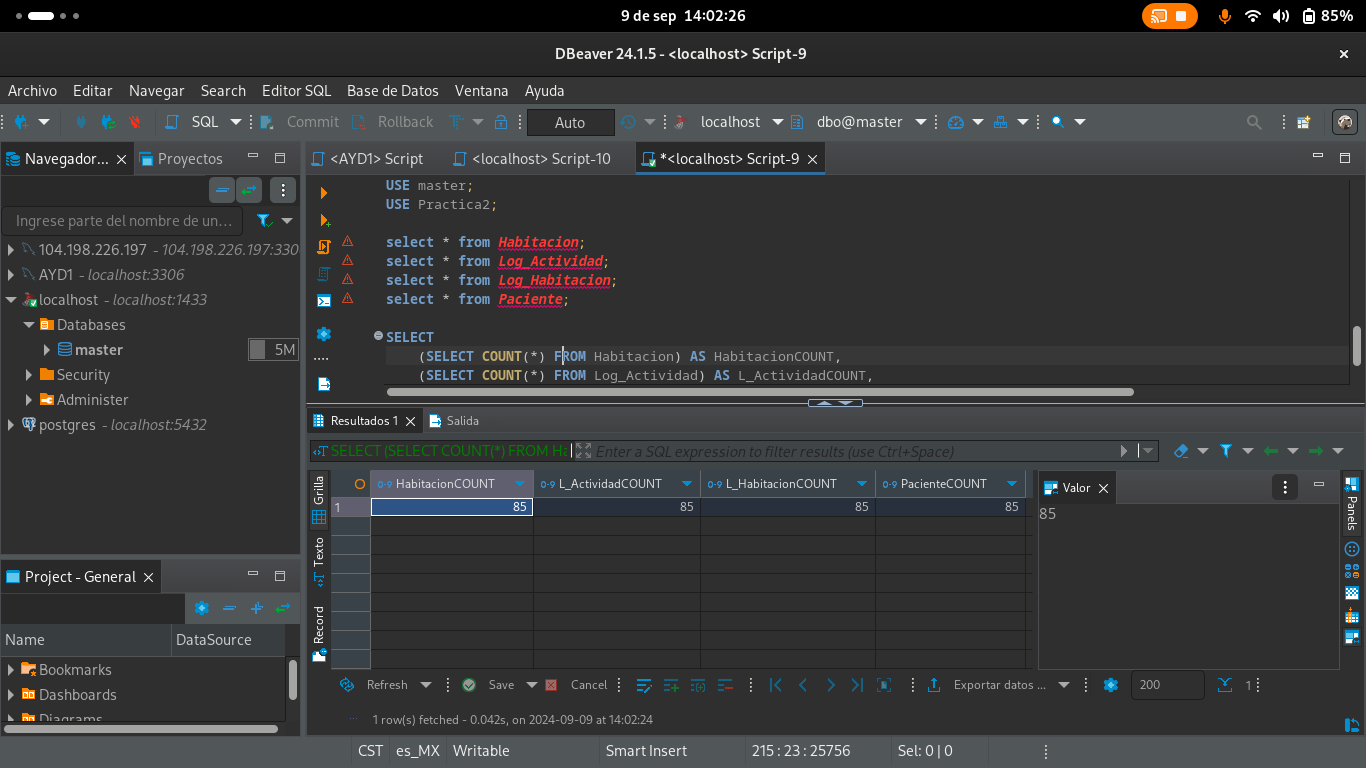 9 de sep 14:02:26
85%
DBeaver 24.1.5 - <localhost> Script-9
Archivo Editar Navegar Search Editor SQL Base de Datos Ventana Ayuda
SQL Commit Rollback Auto localhost dbo@master
Navegador... Proyectos
Ingrese parte del nombre de un...
104.198.226.197 - 104.198.226.197:330
AYD1 - localhost:3306
localhost - localhost:1433
Databases
master 5M
Security
Administer
postgres - localhost:5432
Project - General
Name DataSource
Bookmarks
Dashboards
Diagrams
<AYD1> Script <localhost> Script-10 *<localhost> Script-9
USE master;
USE Practica2;
select * from Habitacion;
select * from Log_Actividad;
select * from Log_Habitacion;
select * from Paciente;
SELECT
(SELECT COUNT(*) FROM Habitacion) AS HabitacionCOUNT,
(SELECT COUNT(*) FROM Log_Actividad) AS L_ActividadCOUNT,
Resultados 1 Salida
SELECT (SELECT COUNT(*) FROM Ha Enter a SQL expression to filter results (use Ctrl+Space)
Grilla
Texto
Record
HabitacionCOUNT L_ActividadCOUNT L_HabitacionCOUNT PacienteCOUNT
1 85 85 85 85
Valor
85
Panels
Refresh Save Cancel Exportar datos ... 200 1
1 row(s) fetched - 0.042s, on 2024-09-09 at 14:02:24
CST es_MX Writable Smart Insert 215 : 23 : 25756 Sel: 0 | 0